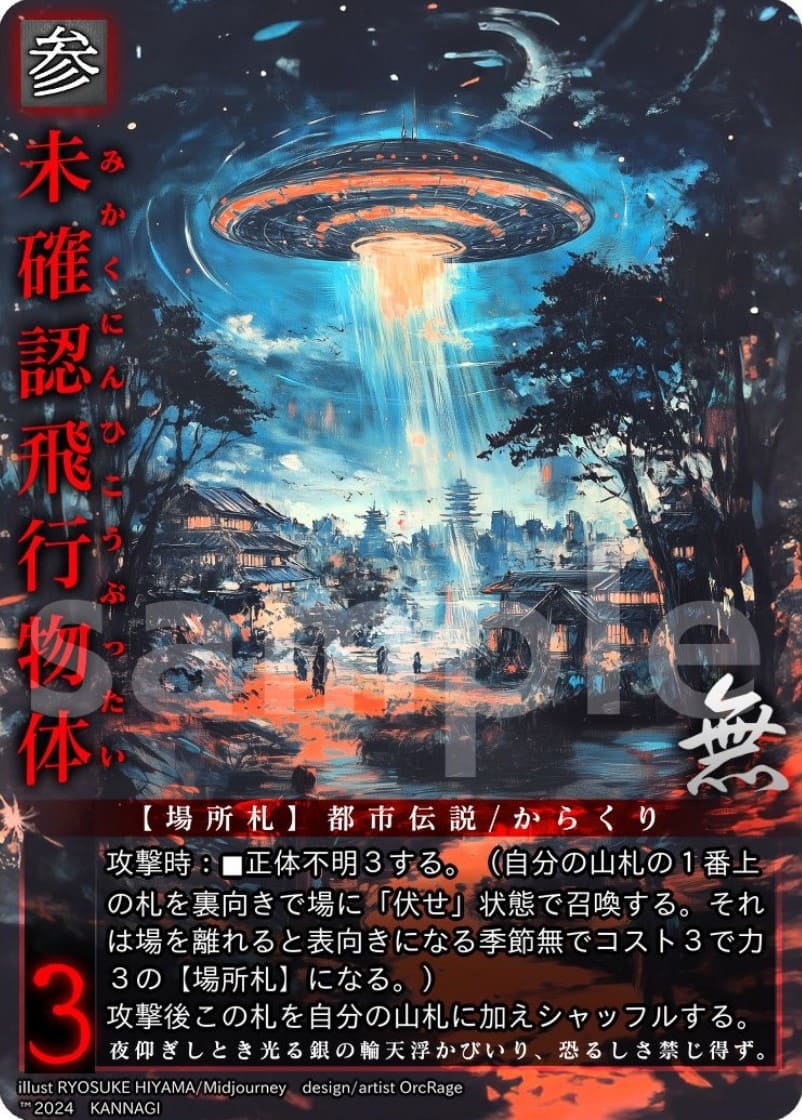 参
未確認飛行物体
みかくにんひこうぶったい
sample
無
【場所札】都市伝説/からくり
攻撃時：■正体不明３する。（自分の山札の１番上
の札を裏向きで場に「伏せ」状態で召喚する。それ
は場を離れると表向きになる季節無でコスト３で力
３の【場所札】になる。）
攻撃後この札を自分の山札に加えシャッフルする。
夜仰ぎしとき光る銀の輪天浮かびいり、恐るしさ禁じ得ず。
3
illust RYOSUKE HIYAMA/Midjourney design/artist OrcRage
™2024 KANNAGI